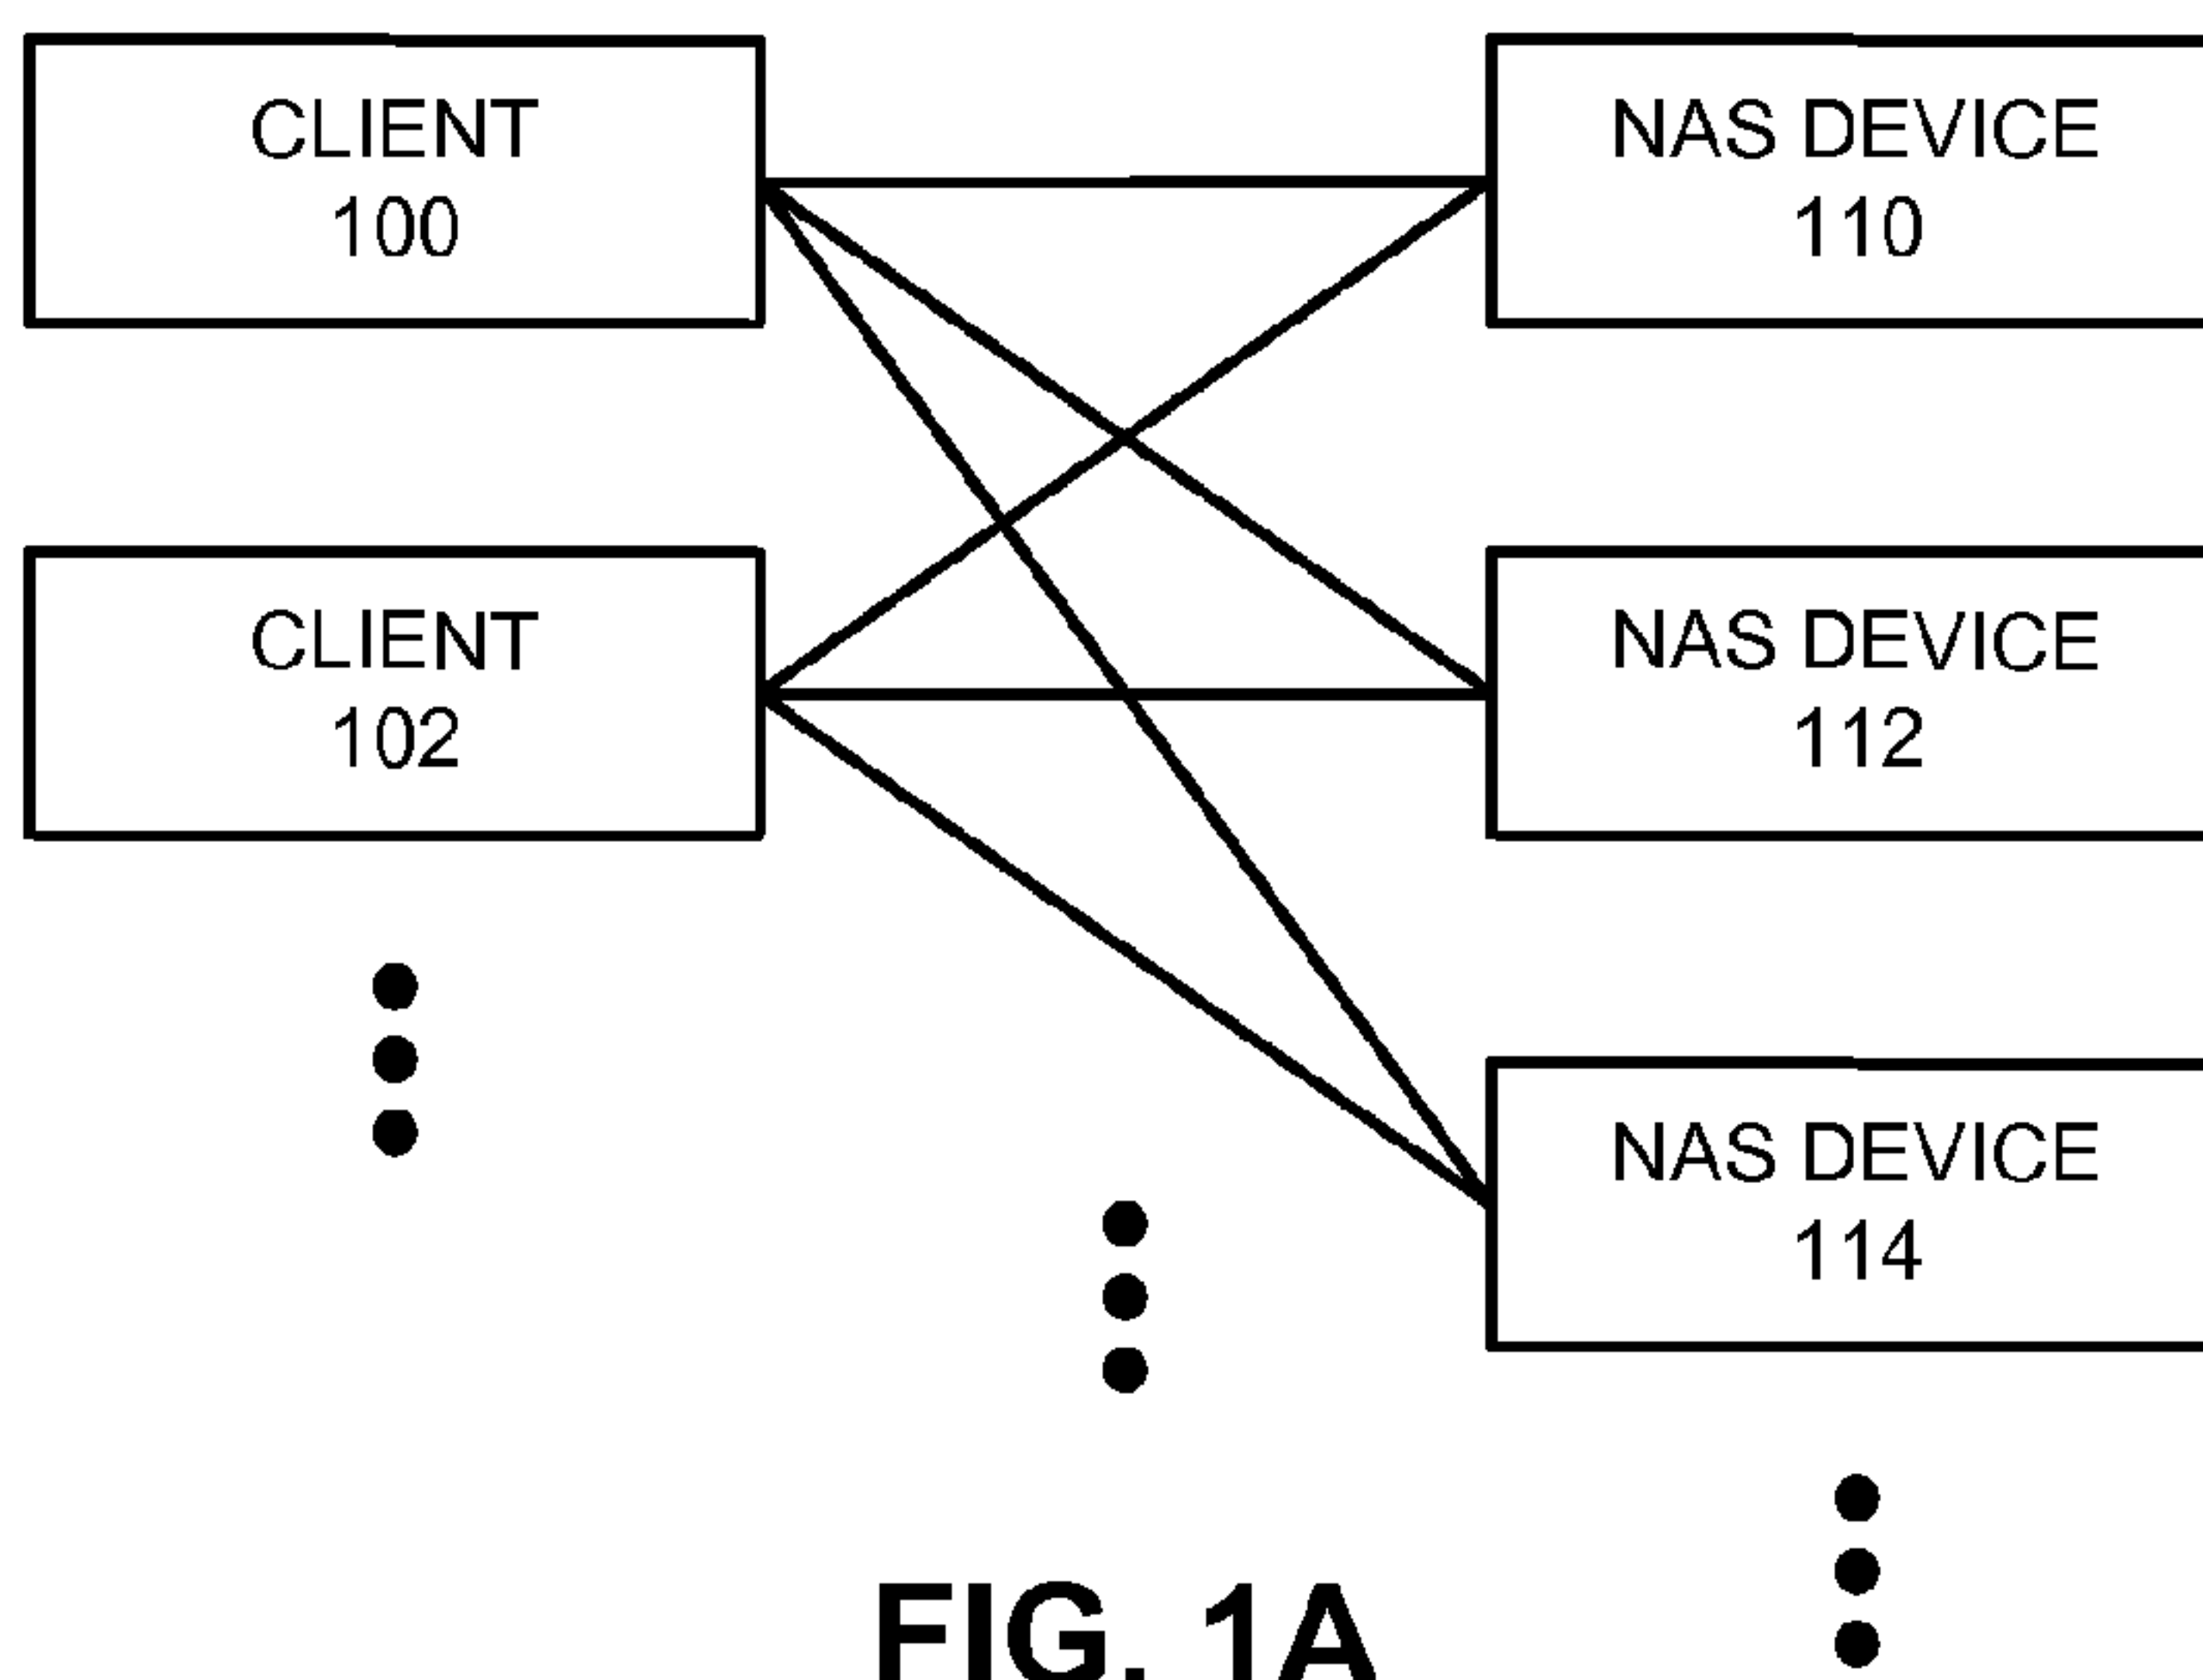 CLIENT
100
NAS DEVICE
110
CLIENT
102
NAS DEVICE
112
NAS DEVICE
114
FIG. 1A